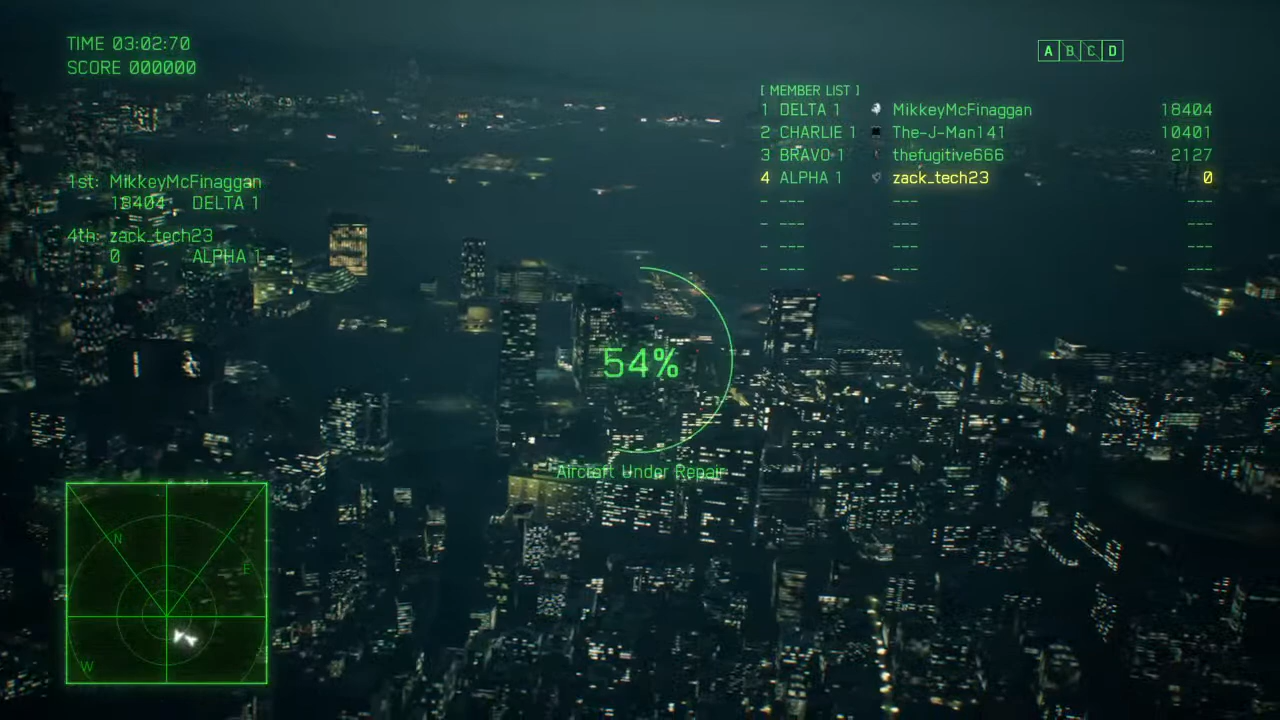 TIME 03:02:70
SCORE 000000
A B C D
[ MEMBER LIST ]
1 DELTA 1 MikkeyMcFinaggan 18404
2 CHARLIE 1 The-J-Man141 10401
3 BRAVO 1 thefugitive666 2127
4 ALPHA 1 zack_tech23 0
- --- --- ---
- --- --- ---
- --- --- ---
- --- --- ---
1st: MikkeyMcFinaggan
18404 DELTA 1
4th: zack_tech23
0 ALPHA 1
54%
Aircraft Under Repair
N
E
W